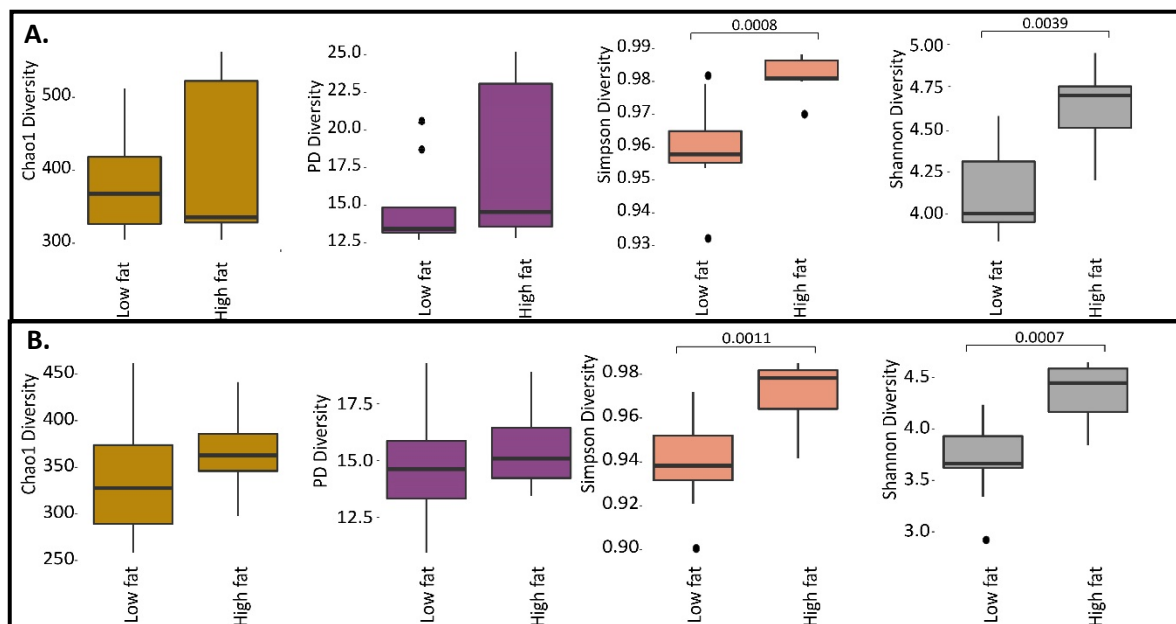 A.
Chao1 Diversity
500-
400-
300-
Low fat
High fat
PD Diversity
25.0-
22.5-
20.0-
17.5-
15.0-
12.5-
Low fat
High fat
0.0008
Simpson Diversity
0.99-
0.98-
0.97-
0.96-
0.95-
0.94-
0.93-
Low fat
High fat
0.0039
Shannon Diversity
5.00-
4.75-
4.50-
4.25-
4.00-
Low fat
High fat
B.
Chao1 Diversity
450-
400-
350-
300-
250-
Low fat
High fat
PD Diversity
17.5-
15.0-
12.5-
Low fat
High fat
0.0011
Simpson Diversity
0.98-
0.96-
0.94-
0.92-
0.90-
Low fat
High fat
0.0007
Shannon Diversity
4.5-
4.0-
3.5-
3.0-
Low fat
High fat